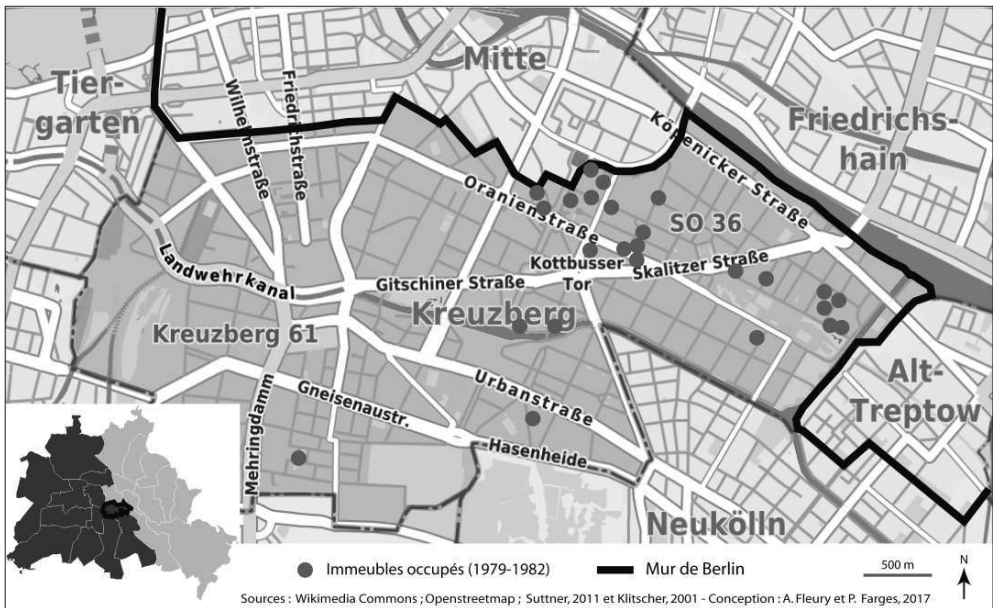 Mitte
Tier-
garten
Wilhelmstraße
Friedrichstraße
Friedrichs-
hain
Köpenicker Straße
Oranienstraße
SO 36
Landwehrkanal
Kottbusser
Tor
Skalitzer Straße
Gitschiner Straße
Kreuzberg
Kreuzberg 61
Alt-
Treptow
Urbanstraße
Gneisenaustr.
Mehringdamm
Hasenheide
Neukölln
Immeubles occupés (1979-1982)
Mur de Berlin
500 m
N
Sources : Wikimedia Commons ; Openstreetmap ; Suttner, 2011 et Klitscher, 2001 - Conception : A. Fleury et P. Farges, 2017